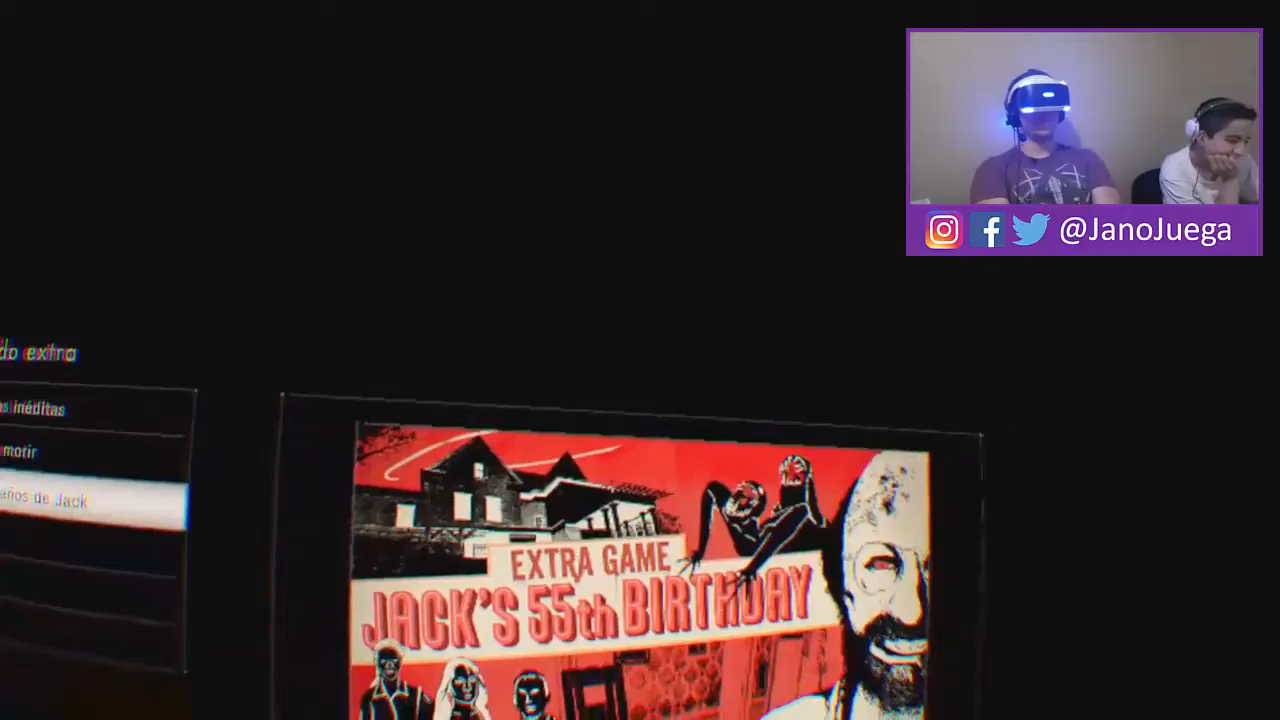 @JanoJuega
do extra
as inéditas
morir
años de Jack
EXTRA GAME
JACK'S 55th BIRTHDAY